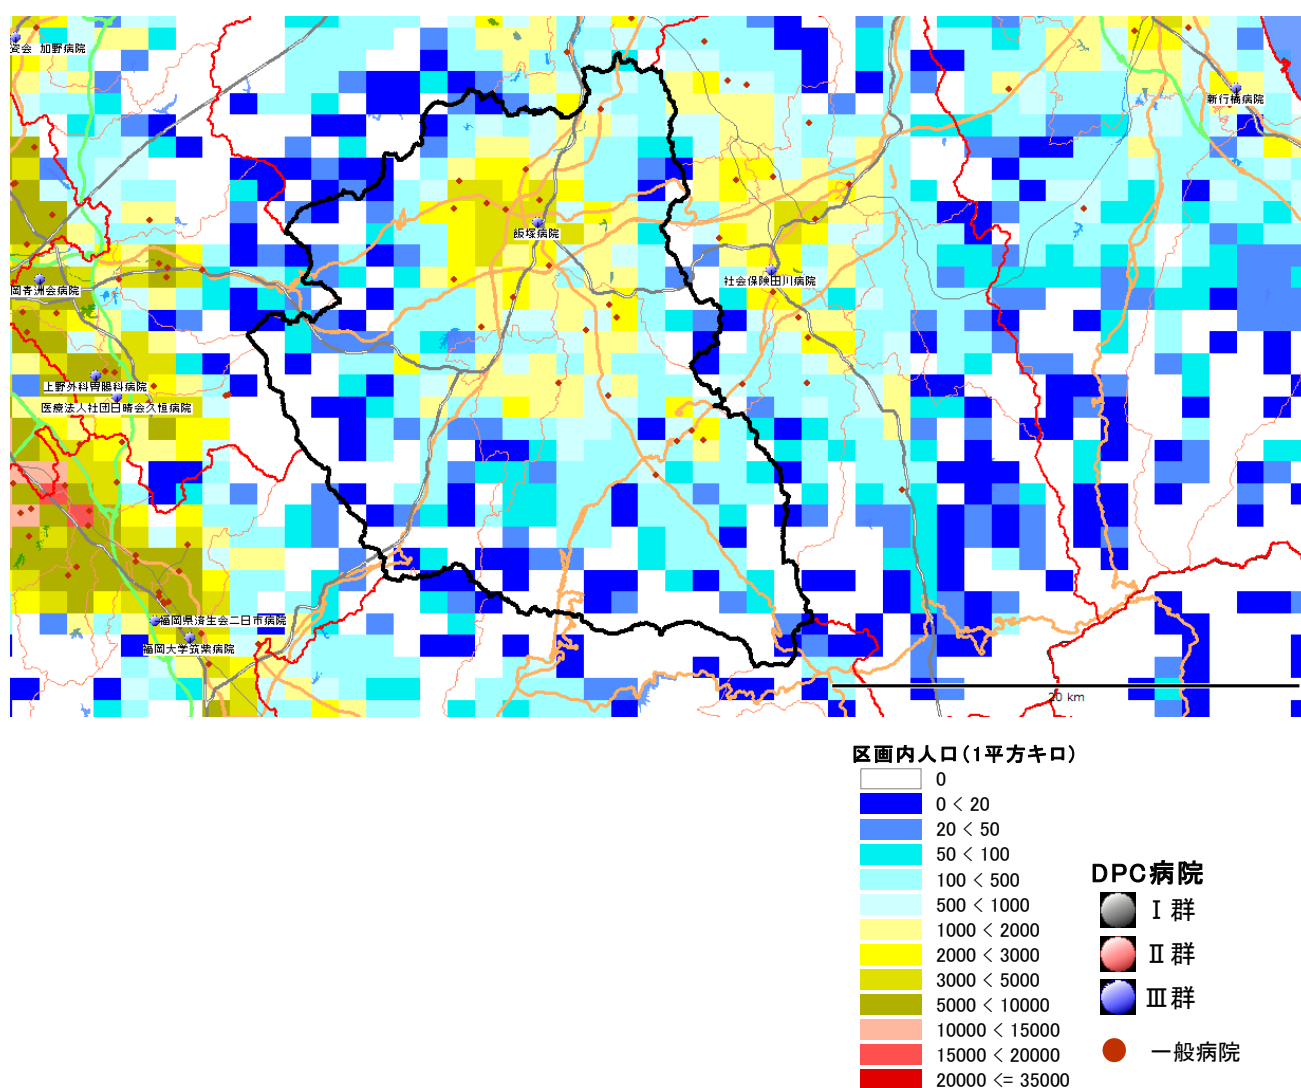 愛会 加野病院
新行橋病院
飯塚病院
社会保険田川病院
岡青洲会病院
上野外科胃腸科病院
医療法人社団日晴会久恒病院
福岡県済生会二日市病院
福岡大学筑紫病院
20 km
区画内人口(1平方キロ)
0
0 < 20
20 < 50
50 < 100
100 < 500
500 < 1000
1000 < 2000
2000 < 3000
3000 < 5000
5000 < 10000
10000 < 15000
15000 < 20000
20000 <= 35000
DPC病院
Ⅰ群
Ⅱ群
Ⅲ群
一般病院